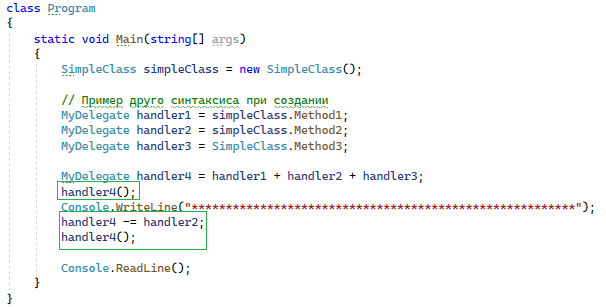 class Program
{
static void Main(string[] args)
{
SimpleClass simpleClass = new SimpleClass();
// Пример друго синтаксиса при создании
MyDelegate handler1 = simpleClass.Method1;
MyDelegate handler2 = simpleClass.Method2;
MyDelegate handler3 = SimpleClass.Method3;
MyDelegate handler4 = handler1 + handler2 + handler3;
handler4();
Console.WriteLine("********************************************************");
handler4 -= handler2;
handler4();
Console.ReadLine();
}
}